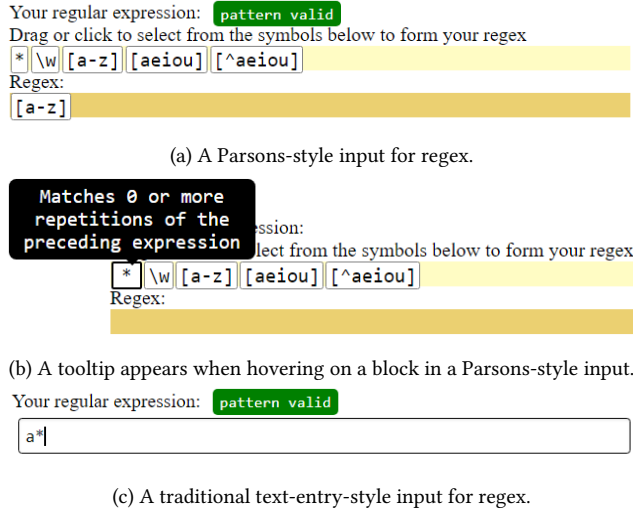 Your regular expression: pattern valid
Drag or click to select from the symbols below to form your regex
* \w [a-z] [aeiou] [^aeiou]
Regex:
[a-z]
(a) A Parsons-style input for regex.
Matches 0 or more
repetitions of the
preceding expression
ssion:
lect from the symbols below to form your regex
* \w [a-z] [aeiou] [^aeiou]
Regex:
(b) A tooltip appears when hovering on a block in a Parsons-style input.
Your regular expression: pattern valid
a*
(c) A traditional text-entry-style input for regex.